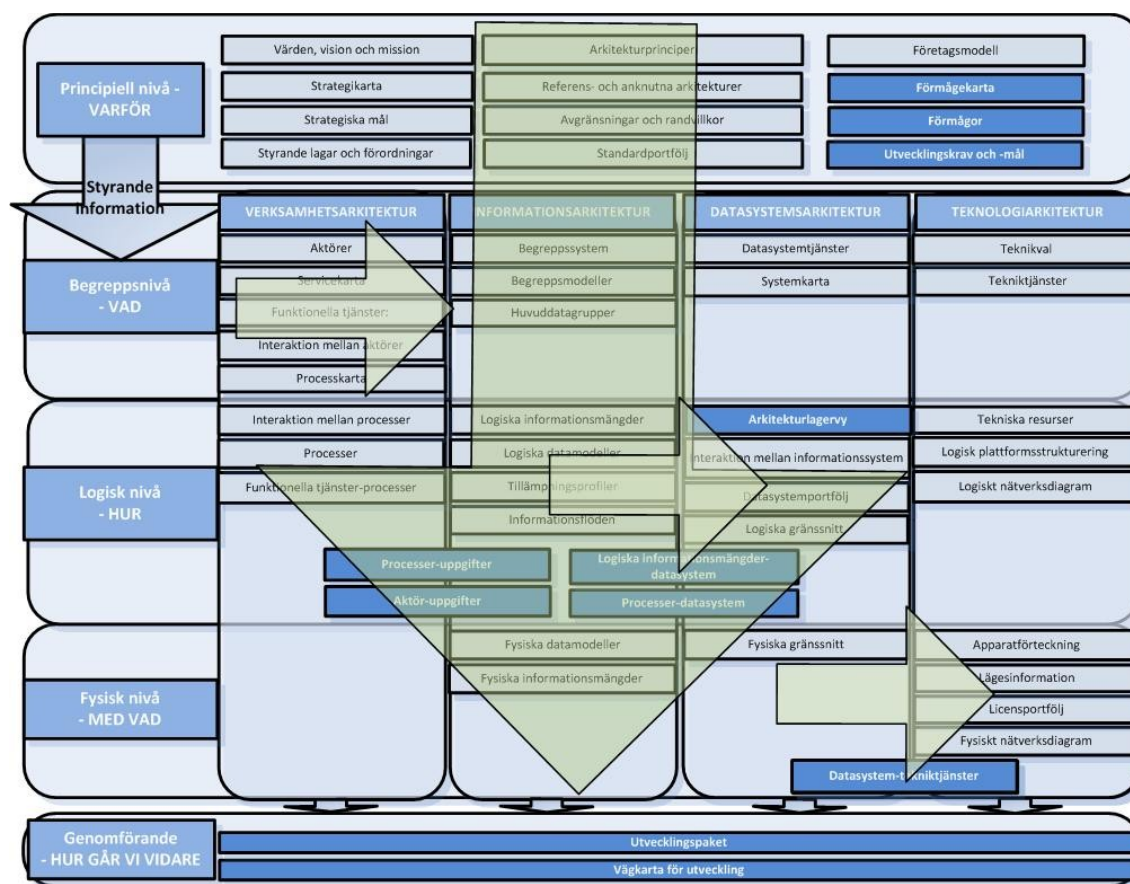 Värden, vision och mission
Arkitekturprinciper
Företagsmodell
Principiell nivå -
VARFÖR
Strategikarta
Referens- och anknutna arkitekturer
Förmågekarta
Strategiska mål
Avgränsningar och randvillkor
Förmågor
Styrande lagar och förordningar
Standardportfölj
Utvecklingskrav och -mål
Styrande
information
VERKSAMHETSARKITEKTUR
INFORMATIONSARKITEKTUR
DATASYSTEMSARKITEKTUR
TEKNOLOGIARKITEKTUR
Begreppsnivå
- VAD
Aktörer
Servicekarta
Funktionella tjänster:
Interaktion mellan aktörer
Processkarta
Begreppssystem
Begreppsmodeller
Huvuddatagrupper
Datasystemtjänster
Systemkarta
Teknikval
Tekniktjänster
Logisk nivå
- HUR
Interaktion mellan processer
Processer
Funktionella tjänster-processer
Logiska informationsmängder
Logiska datamodeller
Tillämpningsprofiler
Informationsflöden
Arkitekturlagervy
Interaktion mellan informationssystem
Datasystemportfölj
Logiska gränssnitt
Tekniska resurser
Logisk plattformsstrukturering
Logiskt nätverksdiagram
Processer-uppgifter
Logiska informationsmängder-
datasystem
Aktör-uppgifter
Processer-datasystem
Fysisk nivå
- MED VAD
Fysiska datamodeller
Fysiska informationsmängder
Fysiska gränssnitt
Apparatförteckning
Lägesinformation
Licensportfölj
Fysiskt nätverksdiagram
Datasystem-tekniktjänster
Genomförande
- HUR GÅR VI VIDARE
Utvecklingspaket
Vägkarta för utveckling